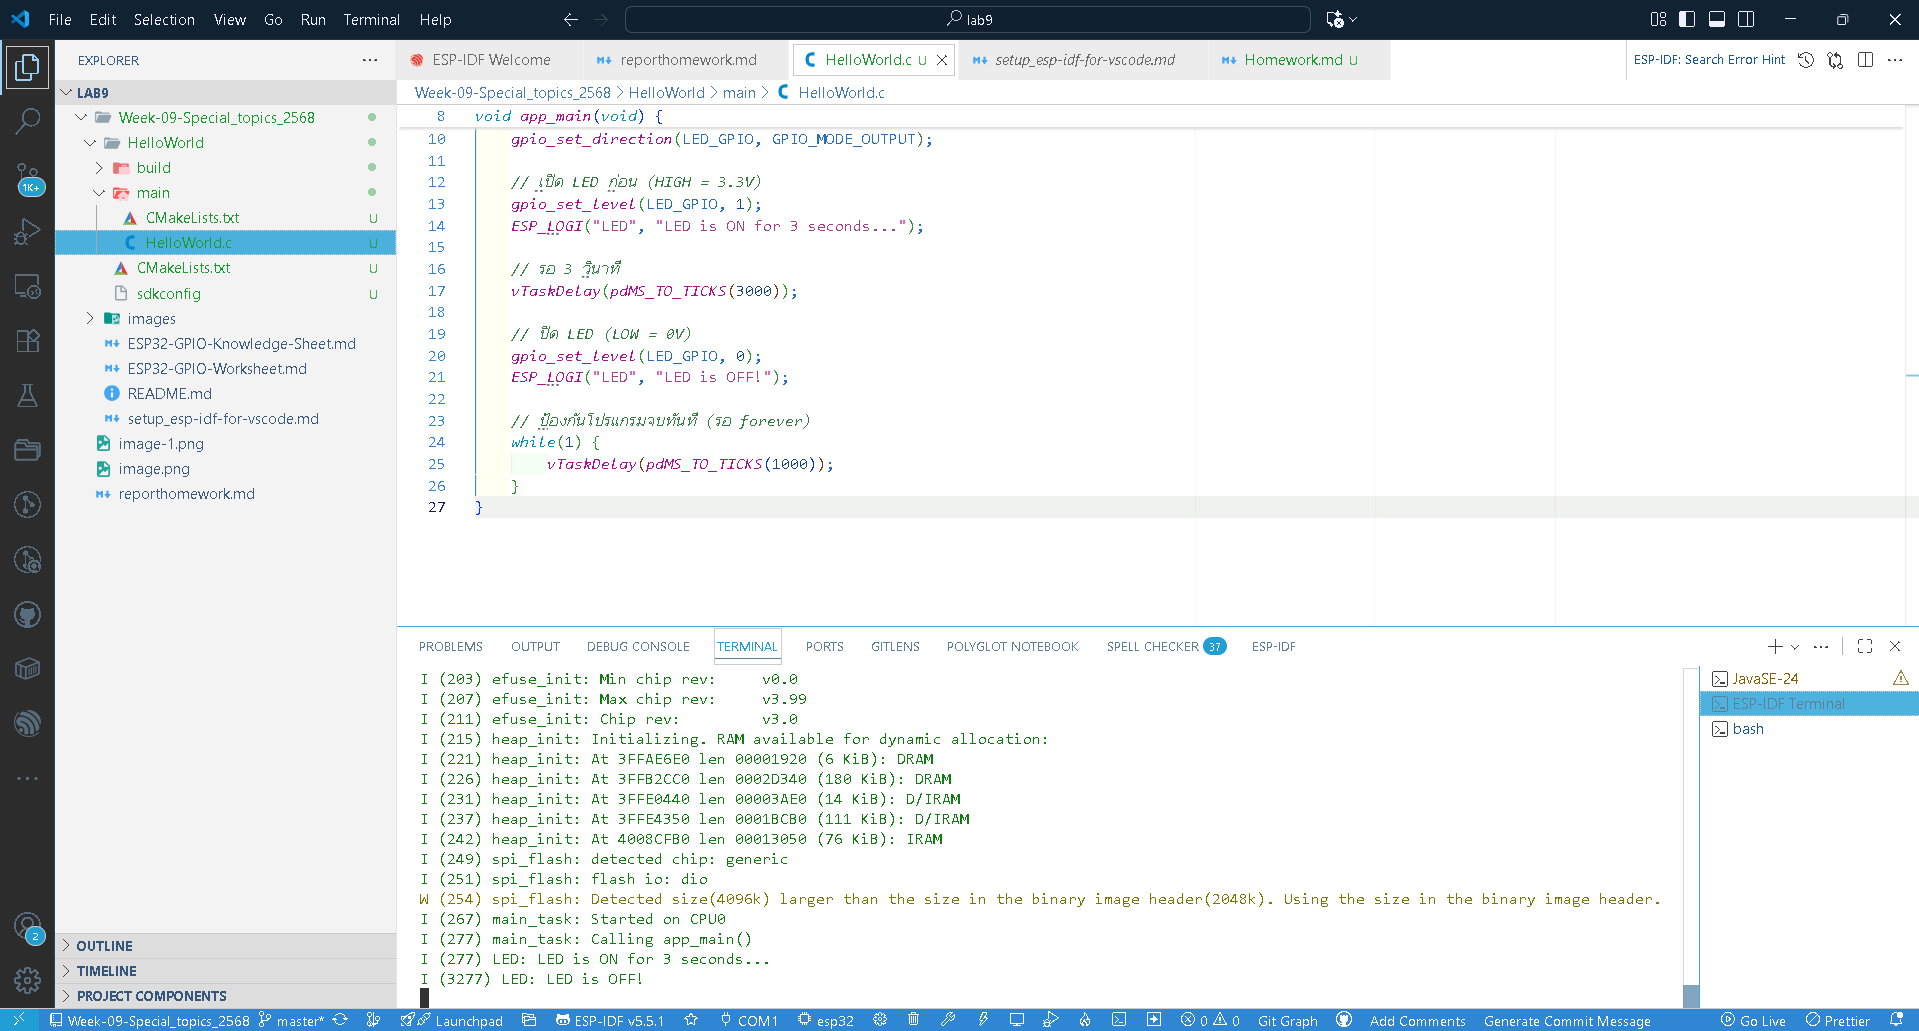 File Edit Selection View Go Run Terminal Help
lab9
EXPLORER
LAB9
Week-09-Special_topics_2568
HelloWorld
build
main
CMakeLists.txt U
HelloWorld.c U
CMakeLists.txt U
sdkconfig U
images
ESP32-GPIO-Knowledge-Sheet.md
ESP32-GPIO-Worksheet.md
README.md
setup_esp-idf-for-vscode.md
image-1.png
image.png
reporthomework.md
OUTLINE
TIMELINE
PROJECT COMPONENTS
1K+
2
ESP-IDF Welcome
reporthomework.md
HelloWorld.c U
setup_esp-idf-for-vscode.md
Homework.md U
ESP-IDF: Search Error Hint
Week-09-Special_topics_2568 > HelloWorld > main > C HelloWorld.c
8 void app_main(void) {
10 gpio_set_direction(LED_GPIO, GPIO_MODE_OUTPUT);
11
12 // เปิด LED ก่อน (HIGH = 3.3V)
13 gpio_set_level(LED_GPIO, 1);
14 ESP_LOGI("LED", "LED is ON for 3 seconds...");
15
16 // รอ 3 วินาที
17 vTaskDelay(pdMS_TO_TICKS(3000));
18
19 // ปิด LED (LOW = 0V)
20 gpio_set_level(LED_GPIO, 0);
21 ESP_LOGI("LED", "LED is OFF!");
22
23 // ป้องกันโปรแกรมจบทันที (รอ forever)
24 while(1) {
25 vTaskDelay(pdMS_TO_TICKS(1000));
26 }
27 }
PROBLEMS OUTPUT DEBUG CONSOLE TERMINAL PORTS GITLENS POLYGLOT NOTEBOOK SPELL CHECKER 37 ESP-IDF
I (203) efuse_init: Min chip rev: v0.0
I (207) efuse_init: Max chip rev: v3.99
I (211) efuse_init: Chip rev: v3.0
I (215) heap_init: Initializing. RAM available for dynamic allocation:
I (221) heap_init: At 3FFAE6E0 len 00001920 (6 KiB): DRAM
I (226) heap_init: At 3FFB2CC0 len 0002D340 (180 KiB): DRAM
I (231) heap_init: At 3FFE0440 len 00003AE0 (14 KiB): D/IRAM
I (237) heap_init: At 3FFE4350 len 0001BCB0 (111 KiB): D/IRAM
I (242) heap_init: At 4008CFB0 len 00013050 (76 KiB): IRAM
I (249) spi_flash: detected chip: generic
I (251) spi_flash: flash io: dio
W (254) spi_flash: Detected size(4096k) larger than the size in the binary image header(2048k). Using the size in the binary image header.
I (267) main_task: Started on CPU0
I (277) main_task: Calling app_main()
I (277) LED: LED is ON for 3 seconds...
I (3277) LED: LED is OFF!
JavaSE-24
ESP-IDF Terminal
bash
Week-09-Special_topics_2568 master* Launchpad ESP-IDF v5.5.1 COM1 esp32 0 0 Git Graph Add Comments Generate Commit Message Go Live Prettier